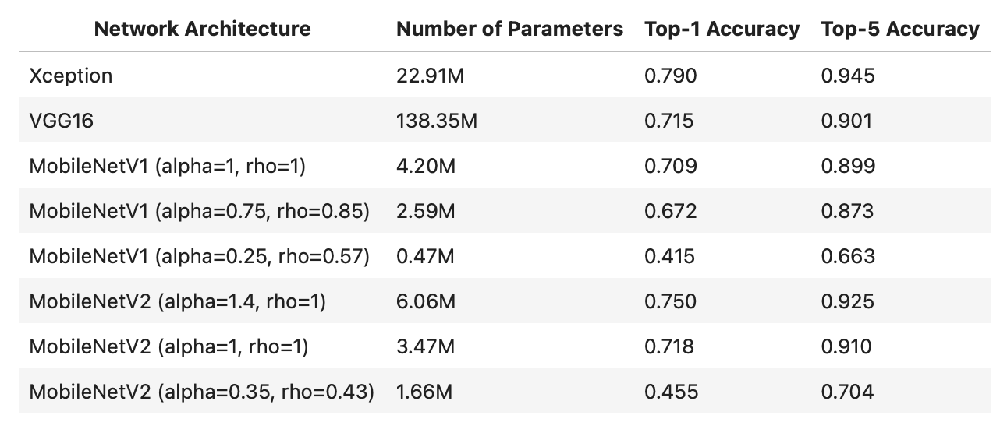 Network Architecture Number of Parameters Top-1 Accuracy Top-5 Accuracy
Xception 22.91M 0.790 0.945
VGG16 138.35M 0.715 0.901
MobileNetV1 (alpha=1, rho=1) 4.20M 0.709 0.899
MobileNetV1 (alpha=0.75, rho=0.85) 2.59M 0.672 0.873
MobileNetV1 (alpha=0.25, rho=0.57) 0.47M 0.415 0.663
MobileNetV2 (alpha=1.4, rho=1) 6.06M 0.750 0.925
MobileNetV2 (alpha=1, rho=1) 3.47M 0.718 0.910
MobileNetV2 (alpha=0.35, rho=0.43) 1.66M 0.455 0.704